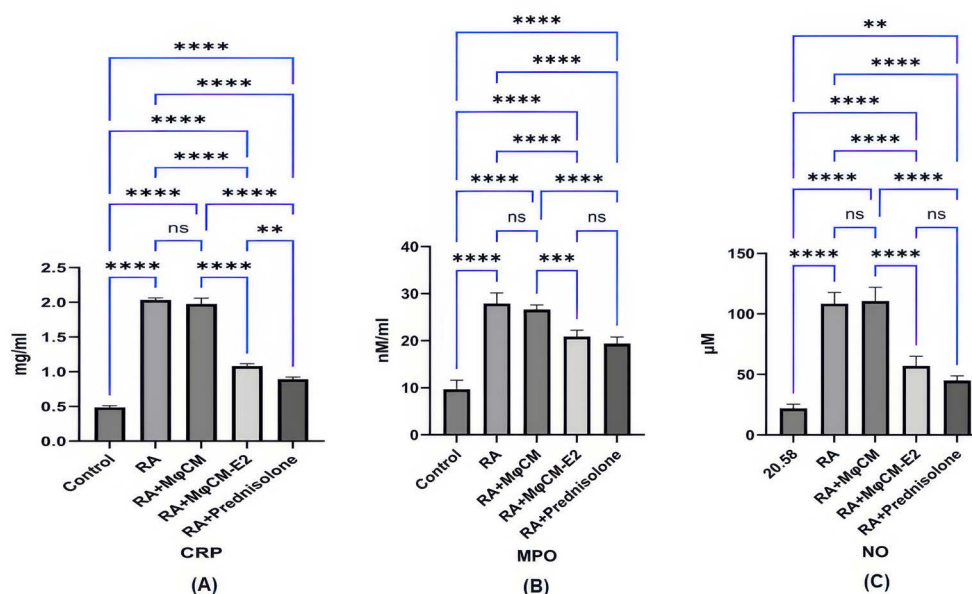 ****
****
****
****
**** ****
ns **
**** ****
2.5
2.0
1.5
1.0
0.5
0.0
mg/ml
Control
RA
RA+MφCM
RA+MφCM-E2
RA+Prednisolone
CRP
(A)
****
****
****
****
**** ****
ns ns
**** ***
40
30
20
10
0
nM/ml
Control
RA
RA+MφCM
RA+MφCM-E2
RA+Prednisolone
MPO
(B)
**
****
****
****
**** ****
ns ns
**** ****
150
100
50
0
μM
20.58
RA
RA+MφCM
RA+MφCM-E2
RA+Prednisolone
NO
(C)